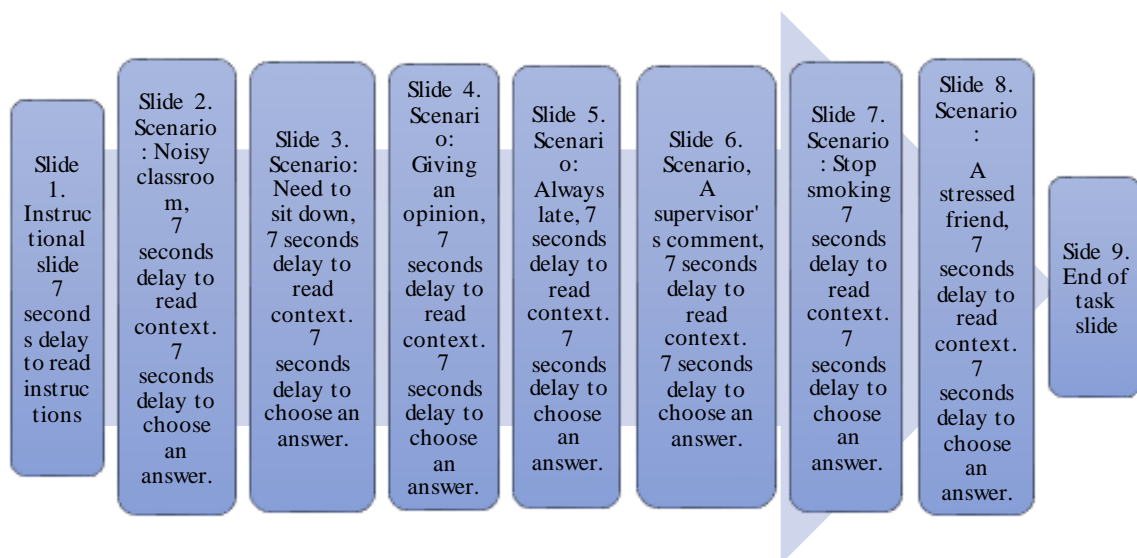 Slide
1.
Instruc
tional
slide
7
second
s delay
to read
instruc
tions
Slide 2.
Scenario
: Noisy
classroo
m,
7
seconds
delay to
read
context.
7
seconds
delay to
choose
an
answer.
Slide 3.
Scenario:
Need to
sit down,
7 seconds
delay to
read
context.
7
seconds
delay to
choose an
answer.
Slide 4.
Scenari
o:
Giving
an
opinion,
7
seconds
delay to
read
context.
7
seconds
delay to
choose
an
answer.
Slide 5.
Scenari
o:
Always
late, 7
seconds
delay to
read
context.
7
seconds
delay to
choose
an
answer.
Slide 6.
Scenario,
A
supervisor'
s comment,
7 seconds
delay to
read
context.
7 seconds
delay to
choose an
answer.
Slide 7.
Scenario
: Stop
smoking
7
seconds
delay to
read
context.
7
seconds
delay to
choose
an
answer.
Slide 8.
Scenario
:
A
stressed
friend,
7
seconds
delay to
read
context.
7
seconds
delay to
choose
an
answer.
Side 9.
End of
task
slide